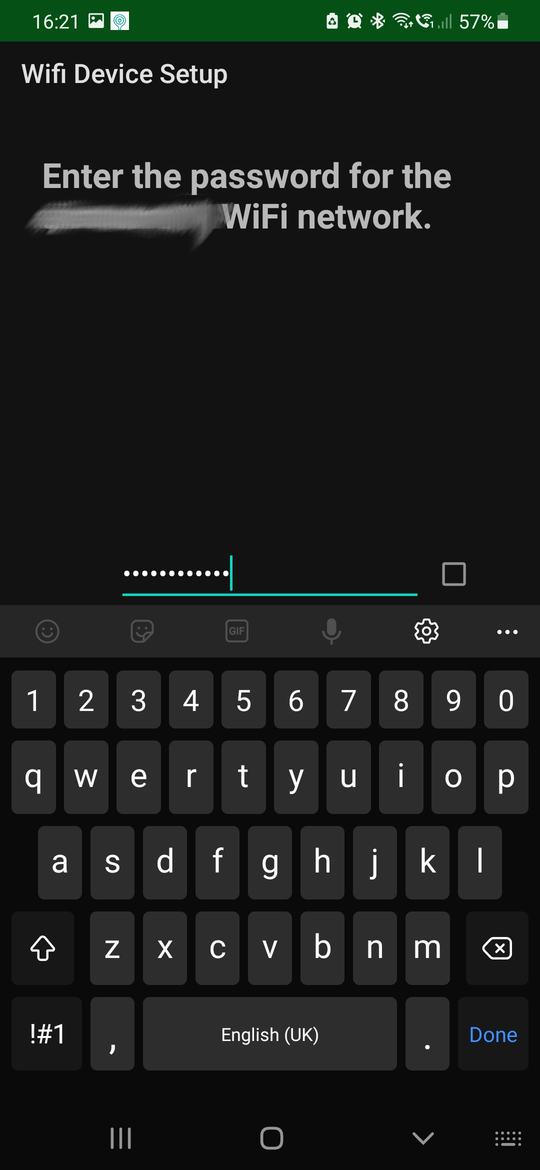 16:21 57%
Wifi Device Setup
Enter the password for the
WiFi network.
••••••••••••
GIF
1 2 3 4 5 6 7 8 9 0
q w e r t y u i o p
a s d f g h j k l
z x c v b n m
!#1 , English (UK) . Done